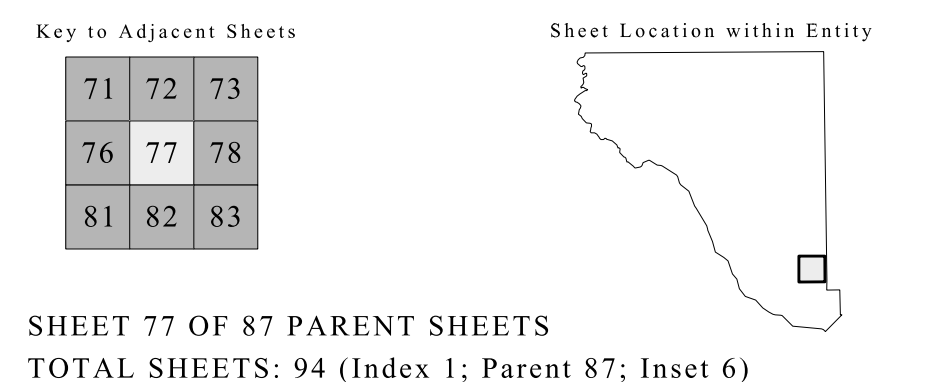 Key to Adjacent Sheets
Sheet Location within Entity
71 72 73
76 77 78
81 82 83
SHEET 77 OF 87 PARENT SHEETS
TOTAL SHEETS: 94 (Index 1; Parent 87; Inset 6)